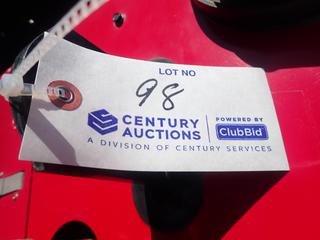 LOT NO
98
CENTURY AUCTIONS
POWERED BY
ClubBid
A DIVISION OF CENTURY SERVICES